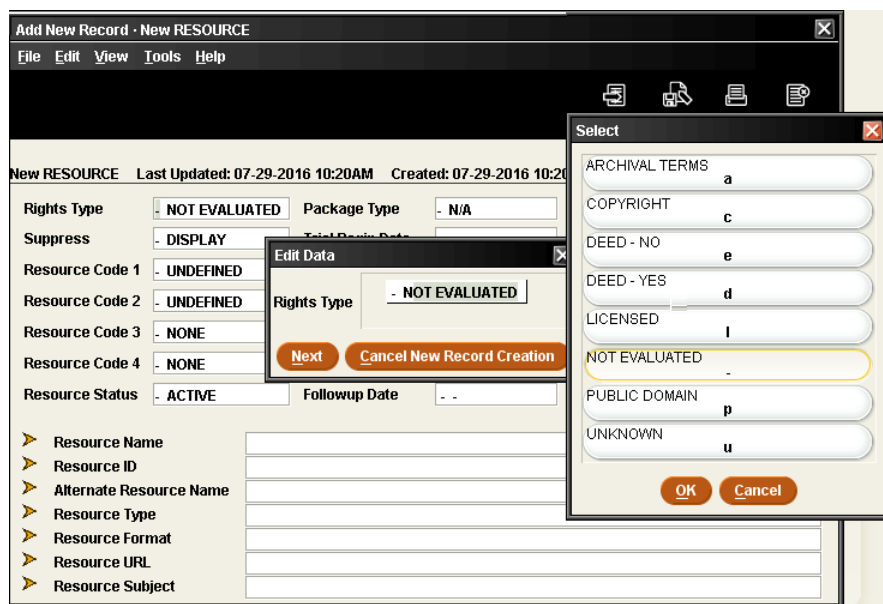 Add New Record · New RESOURCE
File Edit View Tools Help
New RESOURCE Last Updated: 07-29-2016 10:20AM Created: 07-29-2016 10:20
Rights Type - NOT EVALUATED Package Type - N/A
Suppress - DISPLAY
Resource Code 1 - UNDEFINED
Resource Code 2 - UNDEFINED
Resource Code 3 - NONE
Resource Code 4 - NONE
Resource Status - ACTIVE Followup Date - -
Resource Name
Resource ID
Alternate Resource Name
Resource Type
Resource Format
Resource URL
Resource Subject
Edit Data
Rights Type - NOT EVALUATED
Next Cancel New Record Creation
Select
ARCHIVAL TERMS
a
COPYRIGHT
c
DEED - NO
e
DEED - YES
d
LICENSED
l
NOT EVALUATED
-
PUBLIC DOMAIN
p
UNKNOWN
u
OK Cancel